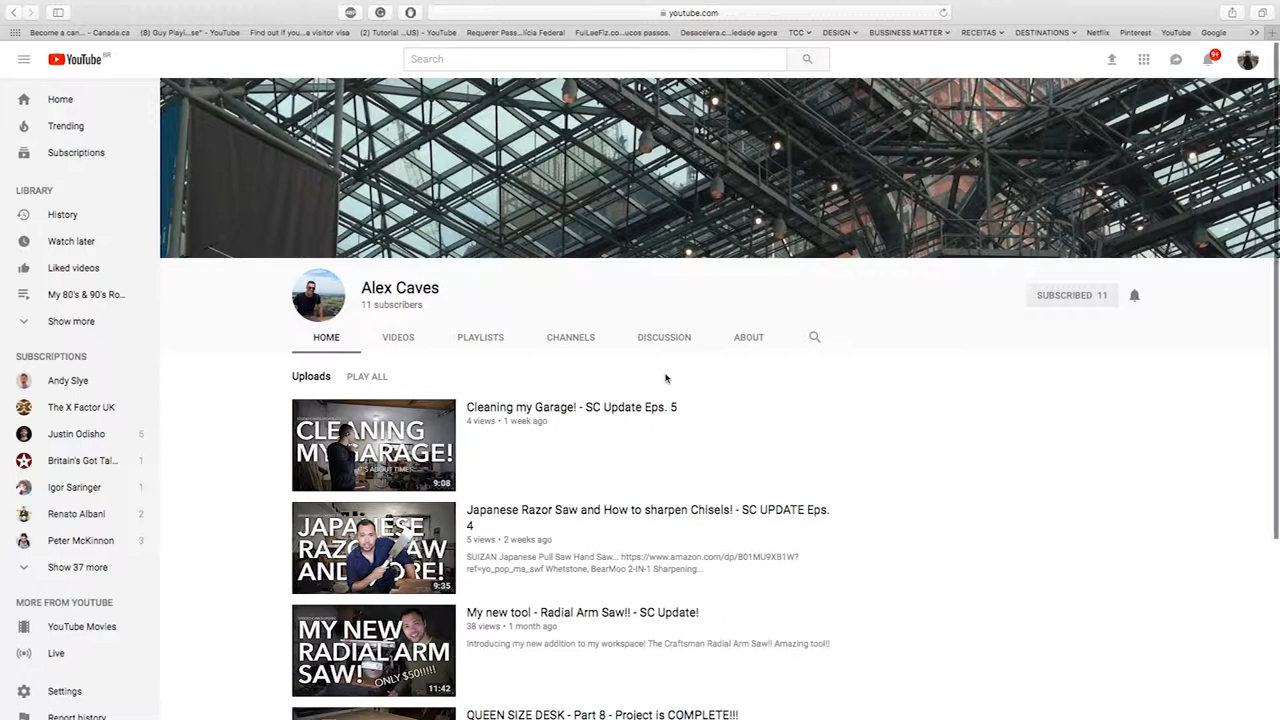 youtube.com
Become a can... - Canada.ca
(8) Guy Playi...se" - YouTube
Find out if you...a visitor visa
(2) Tutorial ...(US) - YouTube
Requerer Pass...lícia Federal
FuiLaeFiz.co...ucos passos.
Desacelera.c...ledade agora
TCC
DESIGN
BUSSINESS MATTER
RECEITAS
DESTINATIONS
Netflix
Pinterest
YouTube
Google
YouTube BR
Search
9+
Home
Trending
Subscriptions
LIBRARY
History
Watch later
Liked videos
My 80's & 90's Ro...
Show more
SUBSCRIPTIONS
Andy Slye
The X Factor UK
Justin Odisho 5
Britain's Got Tal... 1
Igor Saringer 1
Renato Albani 2
Peter McKinnon 3
Show 37 more
MORE FROM YOUTUBE
YouTube Movies
Live
Settings
Report history
Alex Caves
11 subscribers
SUBSCRIBED 11
HOME
VIDEOS
PLAYLISTS
CHANNELS
DISCUSSION
ABOUT
Uploads PLAY ALL
CLEANING
MY GARAGE!
IT'S ABOUT TIME!
9:08
Cleaning my Garage! - SC Update Eps. 5
4 views • 1 week ago
JAPANESE
RAZOR SAW
AND MORE!
9:35
Japanese Razor Saw and How to sharpen Chisels! - SC UPDATE Eps.
4
5 views • 2 weeks ago
SUIZAN Japanese Pull Saw Hand Saw... https://www.amazon.com/dp/B01MU9XB1W?
ref=yo_pop_ma_swf Whetstone, BearMoo 2-IN-1 Sharpening...
MY NEW
RADIAL ARM
SAW!
ONLY $50!!!!!
11:42
My new tool - Radial Arm Saw!! - SC Update!
38 views • 1 month ago
Introducing my new addition to my workspace! The Craftsman Radial Arm Saw!! Amazing tool!!
QUEEN SIZE DESK - Part 8 - Project is COMPLETE!!!